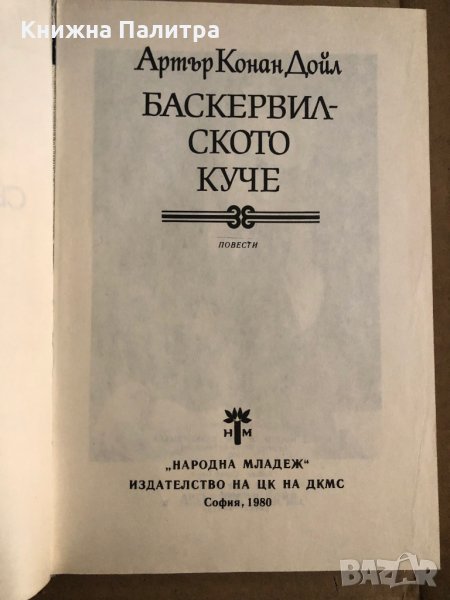 Книжна Палитра
Артър Конан Дойл
БАСКЕРВИЛ-
СКОТО
КУЧЕ
ПОВЕСТИ
НМ
„НАРОДНА МЛАДЕЖ“
ИЗДАТЕЛСТВО НА ЦК НА ДКМС
София, 1980
BAZAR